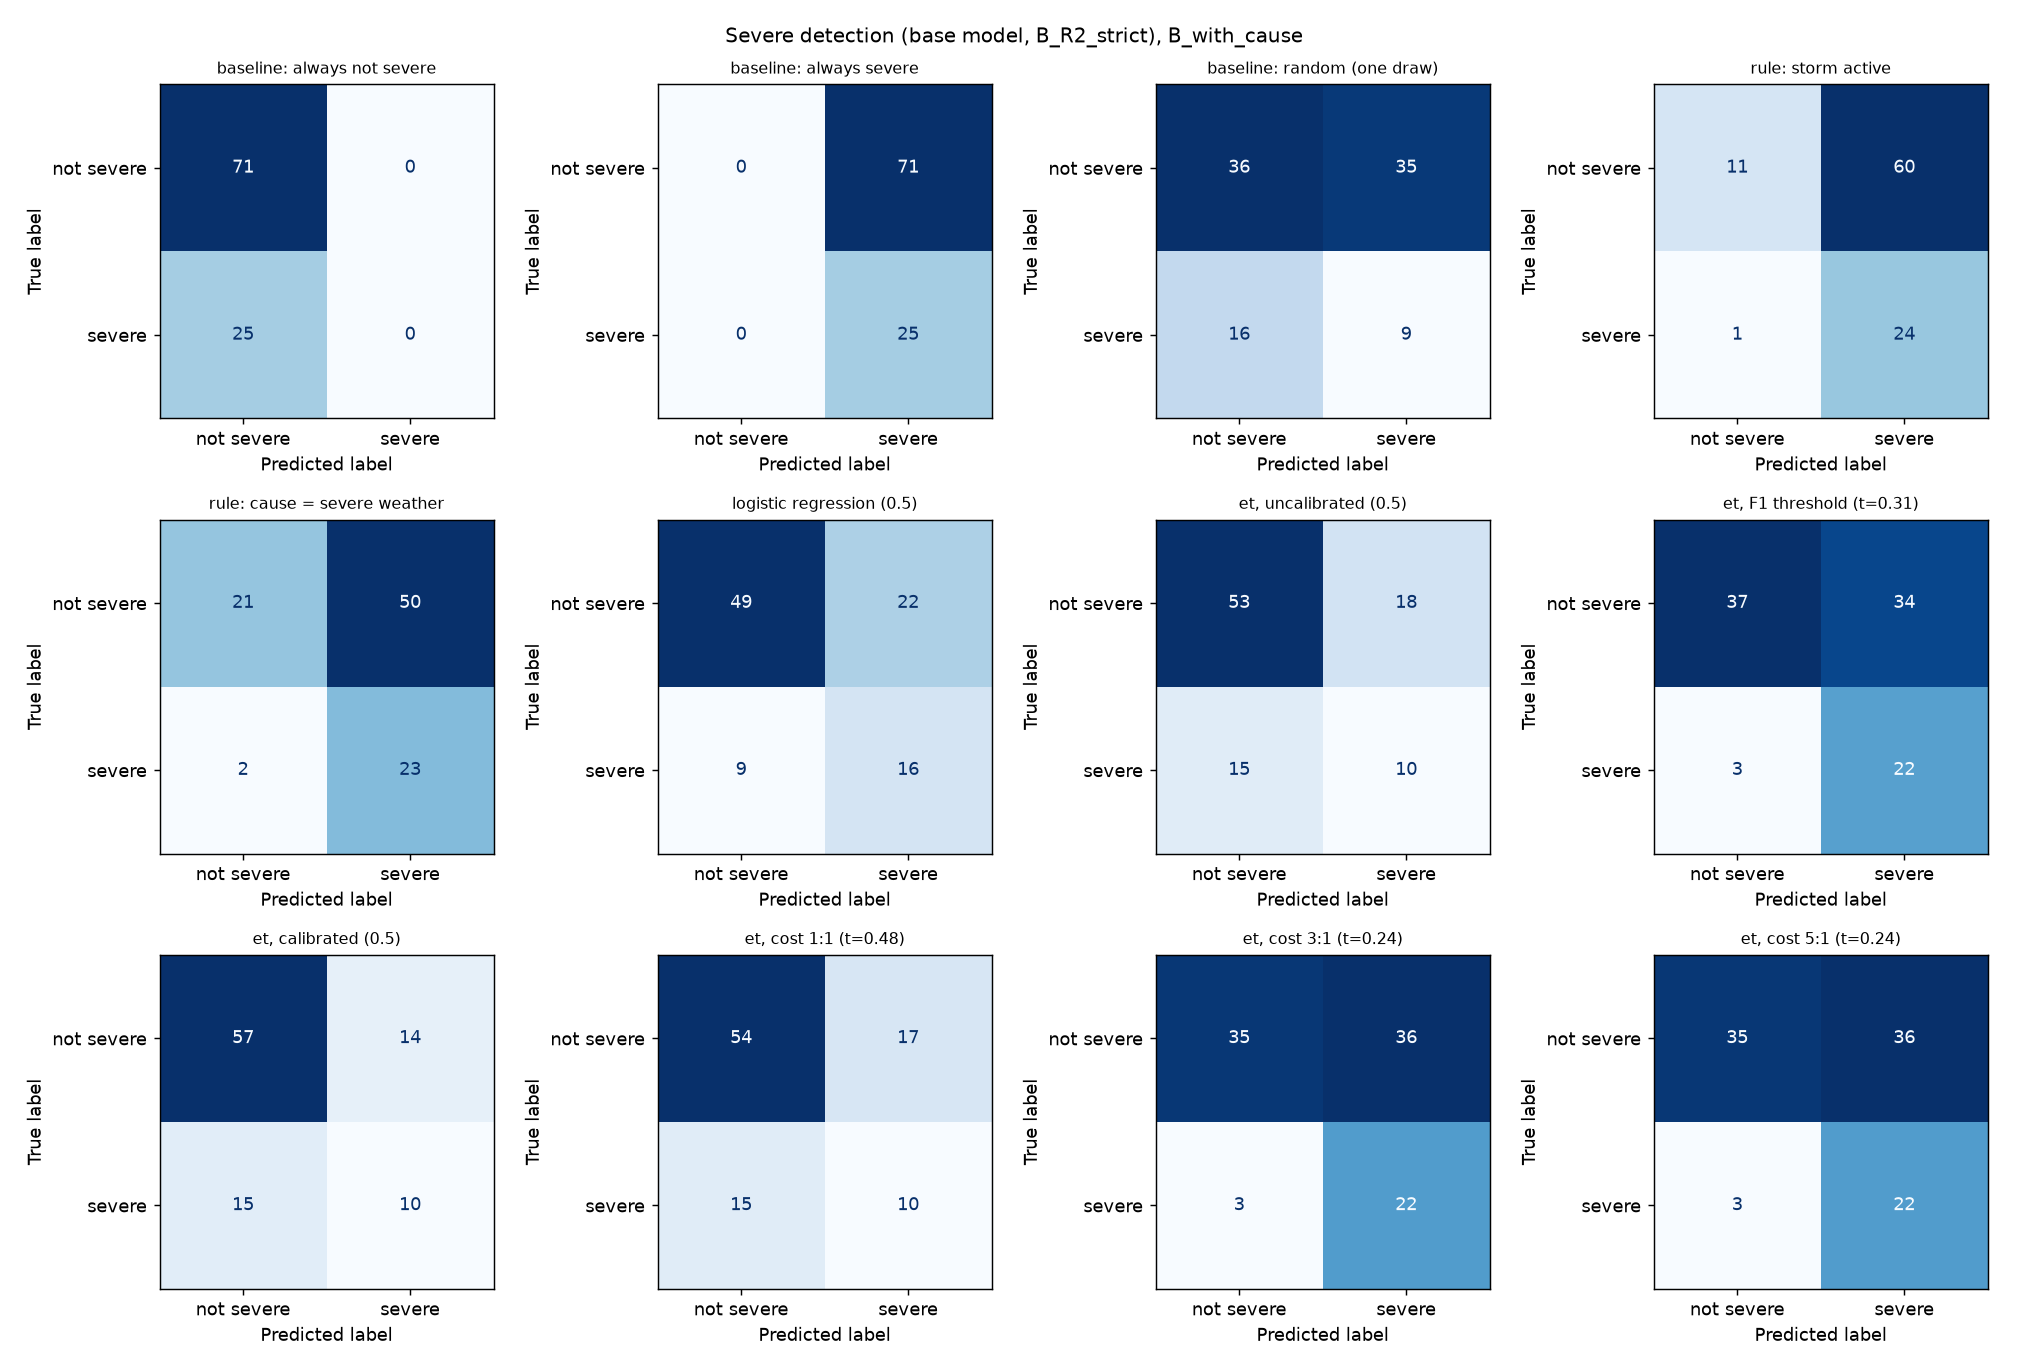 Severe detection (base model, B_R2_strict), B_with_cause
baseline: always not severe
True label
not severe
71
0
severe
25
0
not severe
severe
Predicted label
baseline: always severe
True label
not severe
0
71
severe
0
25
not severe
severe
Predicted label
baseline: random (one draw)
True label
not severe
36
35
severe
16
9
not severe
severe
Predicted label
rule: storm active
True label
not severe
11
60
severe
1
24
not severe
severe
Predicted label
rule: cause = severe weather
True label
not severe
21
50
severe
2
23
not severe
severe
Predicted label
logistic regression (0.5)
True label
not severe
49
22
severe
9
16
not severe
severe
Predicted label
et, uncalibrated (0.5)
True label
not severe
53
18
severe
15
10
not severe
severe
Predicted label
et, F1 threshold (t=0.31)
True label
not severe
37
34
severe
3
22
not severe
severe
Predicted label
et, calibrated (0.5)
True label
not severe
57
14
severe
15
10
not severe
severe
Predicted label
et, cost 1:1 (t=0.48)
True label
not severe
54
17
severe
15
10
not severe
severe
Predicted label
et, cost 3:1 (t=0.24)
True label
not severe
35
36
severe
3
22
not severe
severe
Predicted label
et, cost 5:1 (t=0.24)
True label
not severe
35
36
severe
3
22
not severe
severe
Predicted label